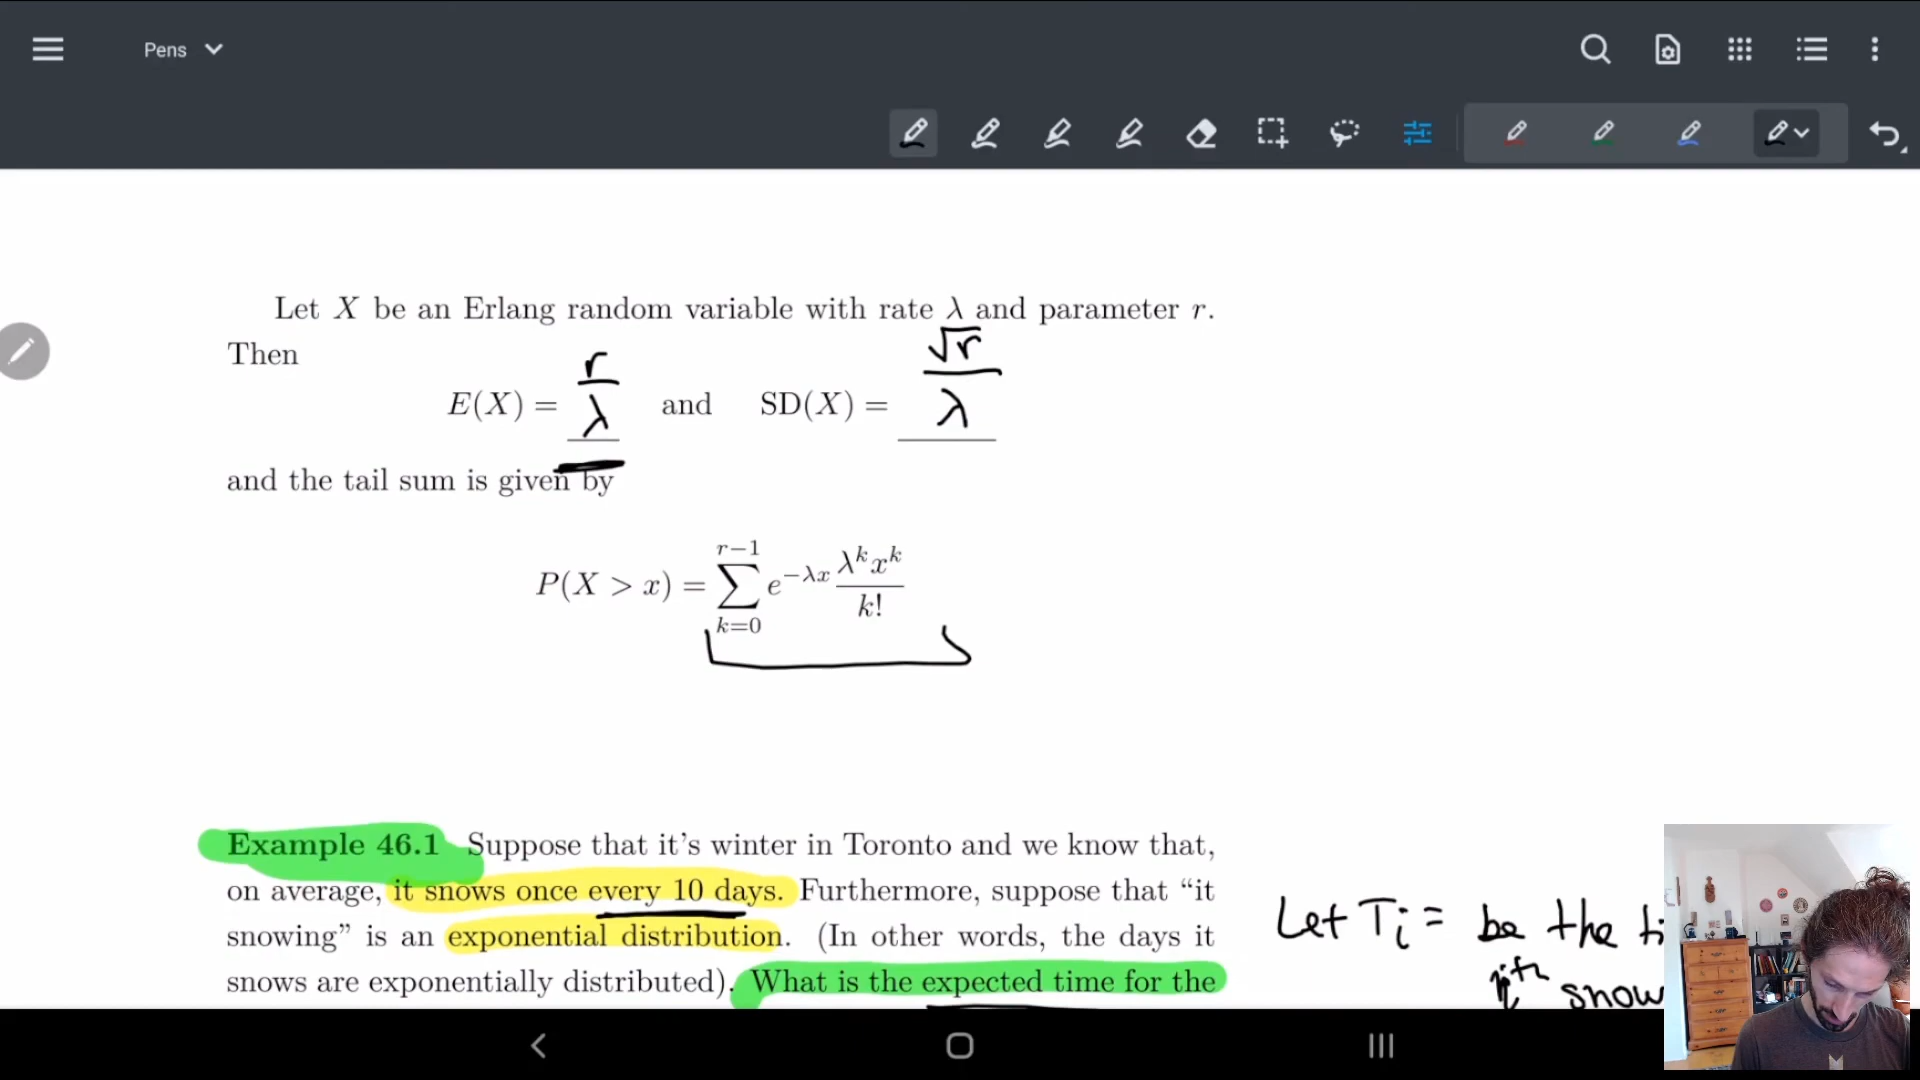 Pens
Let X be an Erlang random variable with rate λ and parameter r.
Then
E(X) = r/λ and SD(X) = √r/λ
and the tail sum is given by
P(X > x) = ∑_{k=0}^{r−1} e^{−λx} λ^k x^k / k!
Example 46.1 Suppose that it's winter in Toronto and we know that,
on average, it snows once every 10 days. Furthermore, suppose that “it
snowing” is an exponential distribution. (In other words, the days it
snows are exponentially distributed). What is the expected time for the
Let Ti = be the ti
ith snow